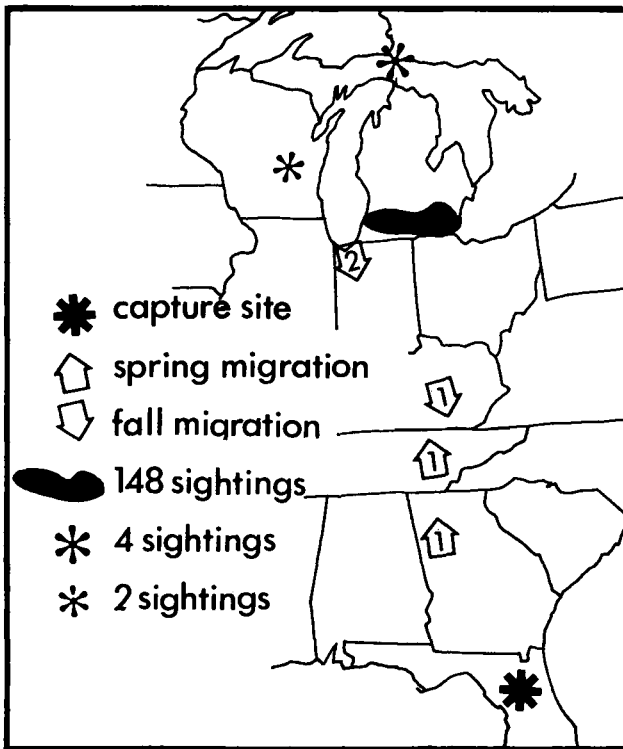 2
capture site
spring migration
fall migration
148 sightings
4 sightings
2 sightings
1
1
1